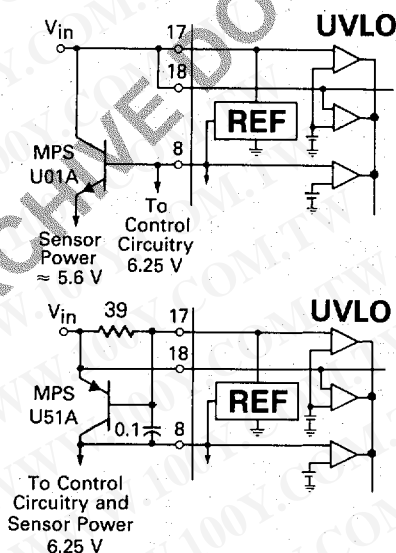 Vin
17
UVLO
18
REF
MPS
U01A
8
To
Control
Circuitry
6.25 V
Sensor
Power
≈ 5.6 V
Vin
39
17
UVLO
18
MPS
U51A
REF
0.1
8
To Control
Circuitry and
Sensor Power
6.25 V